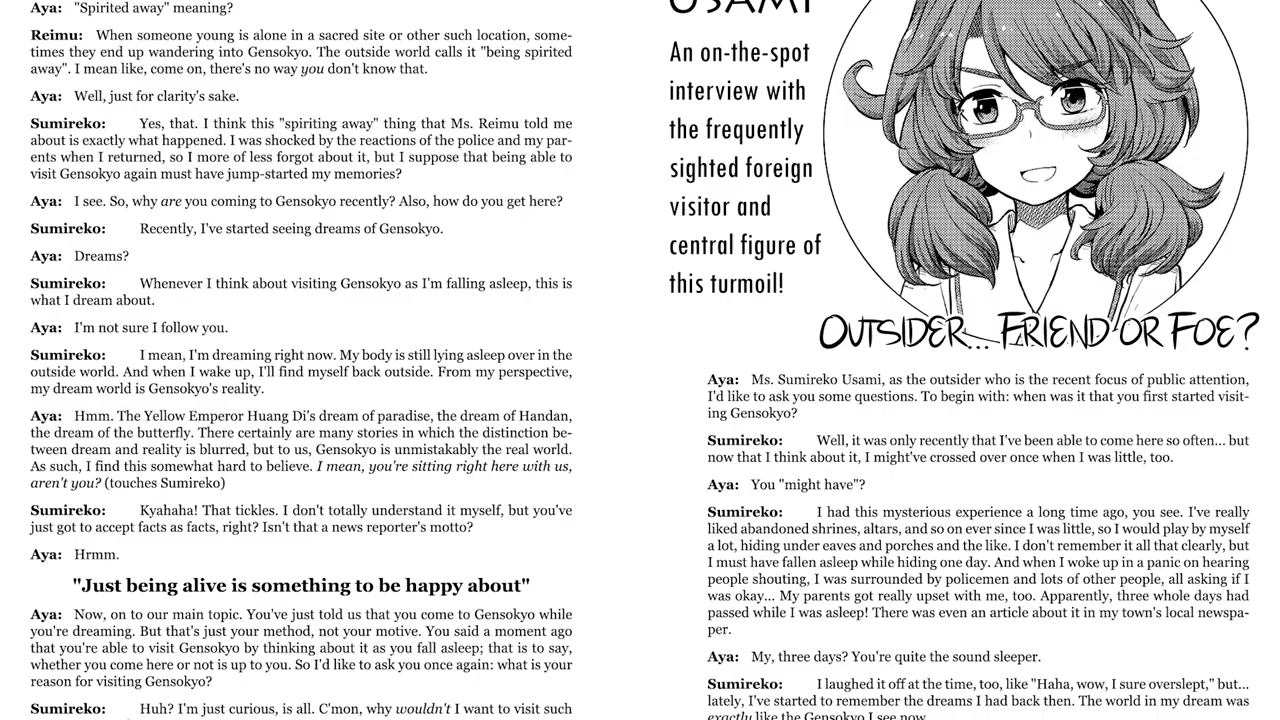 USAMI
An on-the-spot
interview with
the frequently
sighted foreign
visitor and
central figure of
this turmoil!
OUTSIDER... FRIEND OR FOE?
Aya: Ms. Sumireko Usami, as the outsider who is the recent focus of public attention,
I'd like to ask you some questions. To begin with: when was it that you first started visit-
ing Gensokyo?
Sumireko: Well, it was only recently that I've been able to come here so often... but
now that I think about it, I might've crossed over once when I was little, too.
Aya: You "might have"?
Sumireko: I had this mysterious experience a long time ago, you see. I've really
liked abandoned shrines, altars, and so on ever since I was little, so I would play by myself
a lot, hiding under eaves and porches and the like. I don't remember it all that clearly, but
I must have fallen asleep while hiding one day. And when I woke up in a panic on hearing
people shouting, I was surrounded by policemen and lots of other people, all asking if I
was okay... My parents got really upset with me, too. Apparently, three whole days had
passed while I was asleep! There was even an article about it in my town's local newspa-
per.
Aya: My, three days? You're quite the sound sleeper.
Sumireko: I laughed it off at the time, too, like "Haha, wow, I sure overslept," but...
lately, I've started to remember the dreams I had back then. The world in my dream was
exactly like the Gensokyo I see now.
Aya: "Spirited away" meaning?
Reimu: When someone young is alone in a sacred site or other such location, some-
times they end up wandering into Gensokyo. The outside world calls it "being spirited
away". I mean like, come on, there's no way you don't know that.
Aya: Well, just for clarity's sake.
Sumireko: Yes, that. I think this "spiriting away" thing that Ms. Reimu told me
about is exactly what happened. I was shocked by the reactions of the police and my par-
ents when I returned, so I more of less forgot about it, but I suppose that being able to
visit Gensokyo again must have jump-started my memories?
Aya: I see. So, why are you coming to Gensokyo recently? Also, how do you get here?
Sumireko: Recently, I've started seeing dreams of Gensokyo.
Aya: Dreams?
Sumireko: Whenever I think about visiting Gensokyo as I'm falling asleep, this is
what I dream about.
Aya: I'm not sure I follow you.
Sumireko: I mean, I'm dreaming right now. My body is still lying asleep over in the
outside world. And when I wake up, I'll find myself back outside. From my perspective,
my dream world is Gensokyo's reality.
Aya: Hmm. The Yellow Emperor Huang Di's dream of paradise, the dream of Handan,
the dream of the butterfly. There certainly are many stories in which the distinction be-
tween dream and reality is blurred, but to us, Gensokyo is unmistakably the real world.
As such, I find this somewhat hard to believe. I mean, you're sitting right here with us,
aren't you? (touches Sumireko)
Sumireko: Kyahaha! That tickles. I don't totally understand it myself, but you've
just got to accept facts as facts, right? Isn't that a news reporter's motto?
Aya: Hrmm.
"Just being alive is something to be happy about"
Aya: Now, on to our main topic. You've just told us that you come to Gensokyo while
you're dreaming. But that's just your method, not your motive. You said a moment ago
that you're able to visit Gensokyo by thinking about it as you fall asleep; that is to say,
whether you come here or not is up to you. So I'd like to ask you once again: what is your
reason for visiting Gensokyo?
Sumireko: Huh? I'm just curious, is all. C'mon, why wouldn't I want to visit such